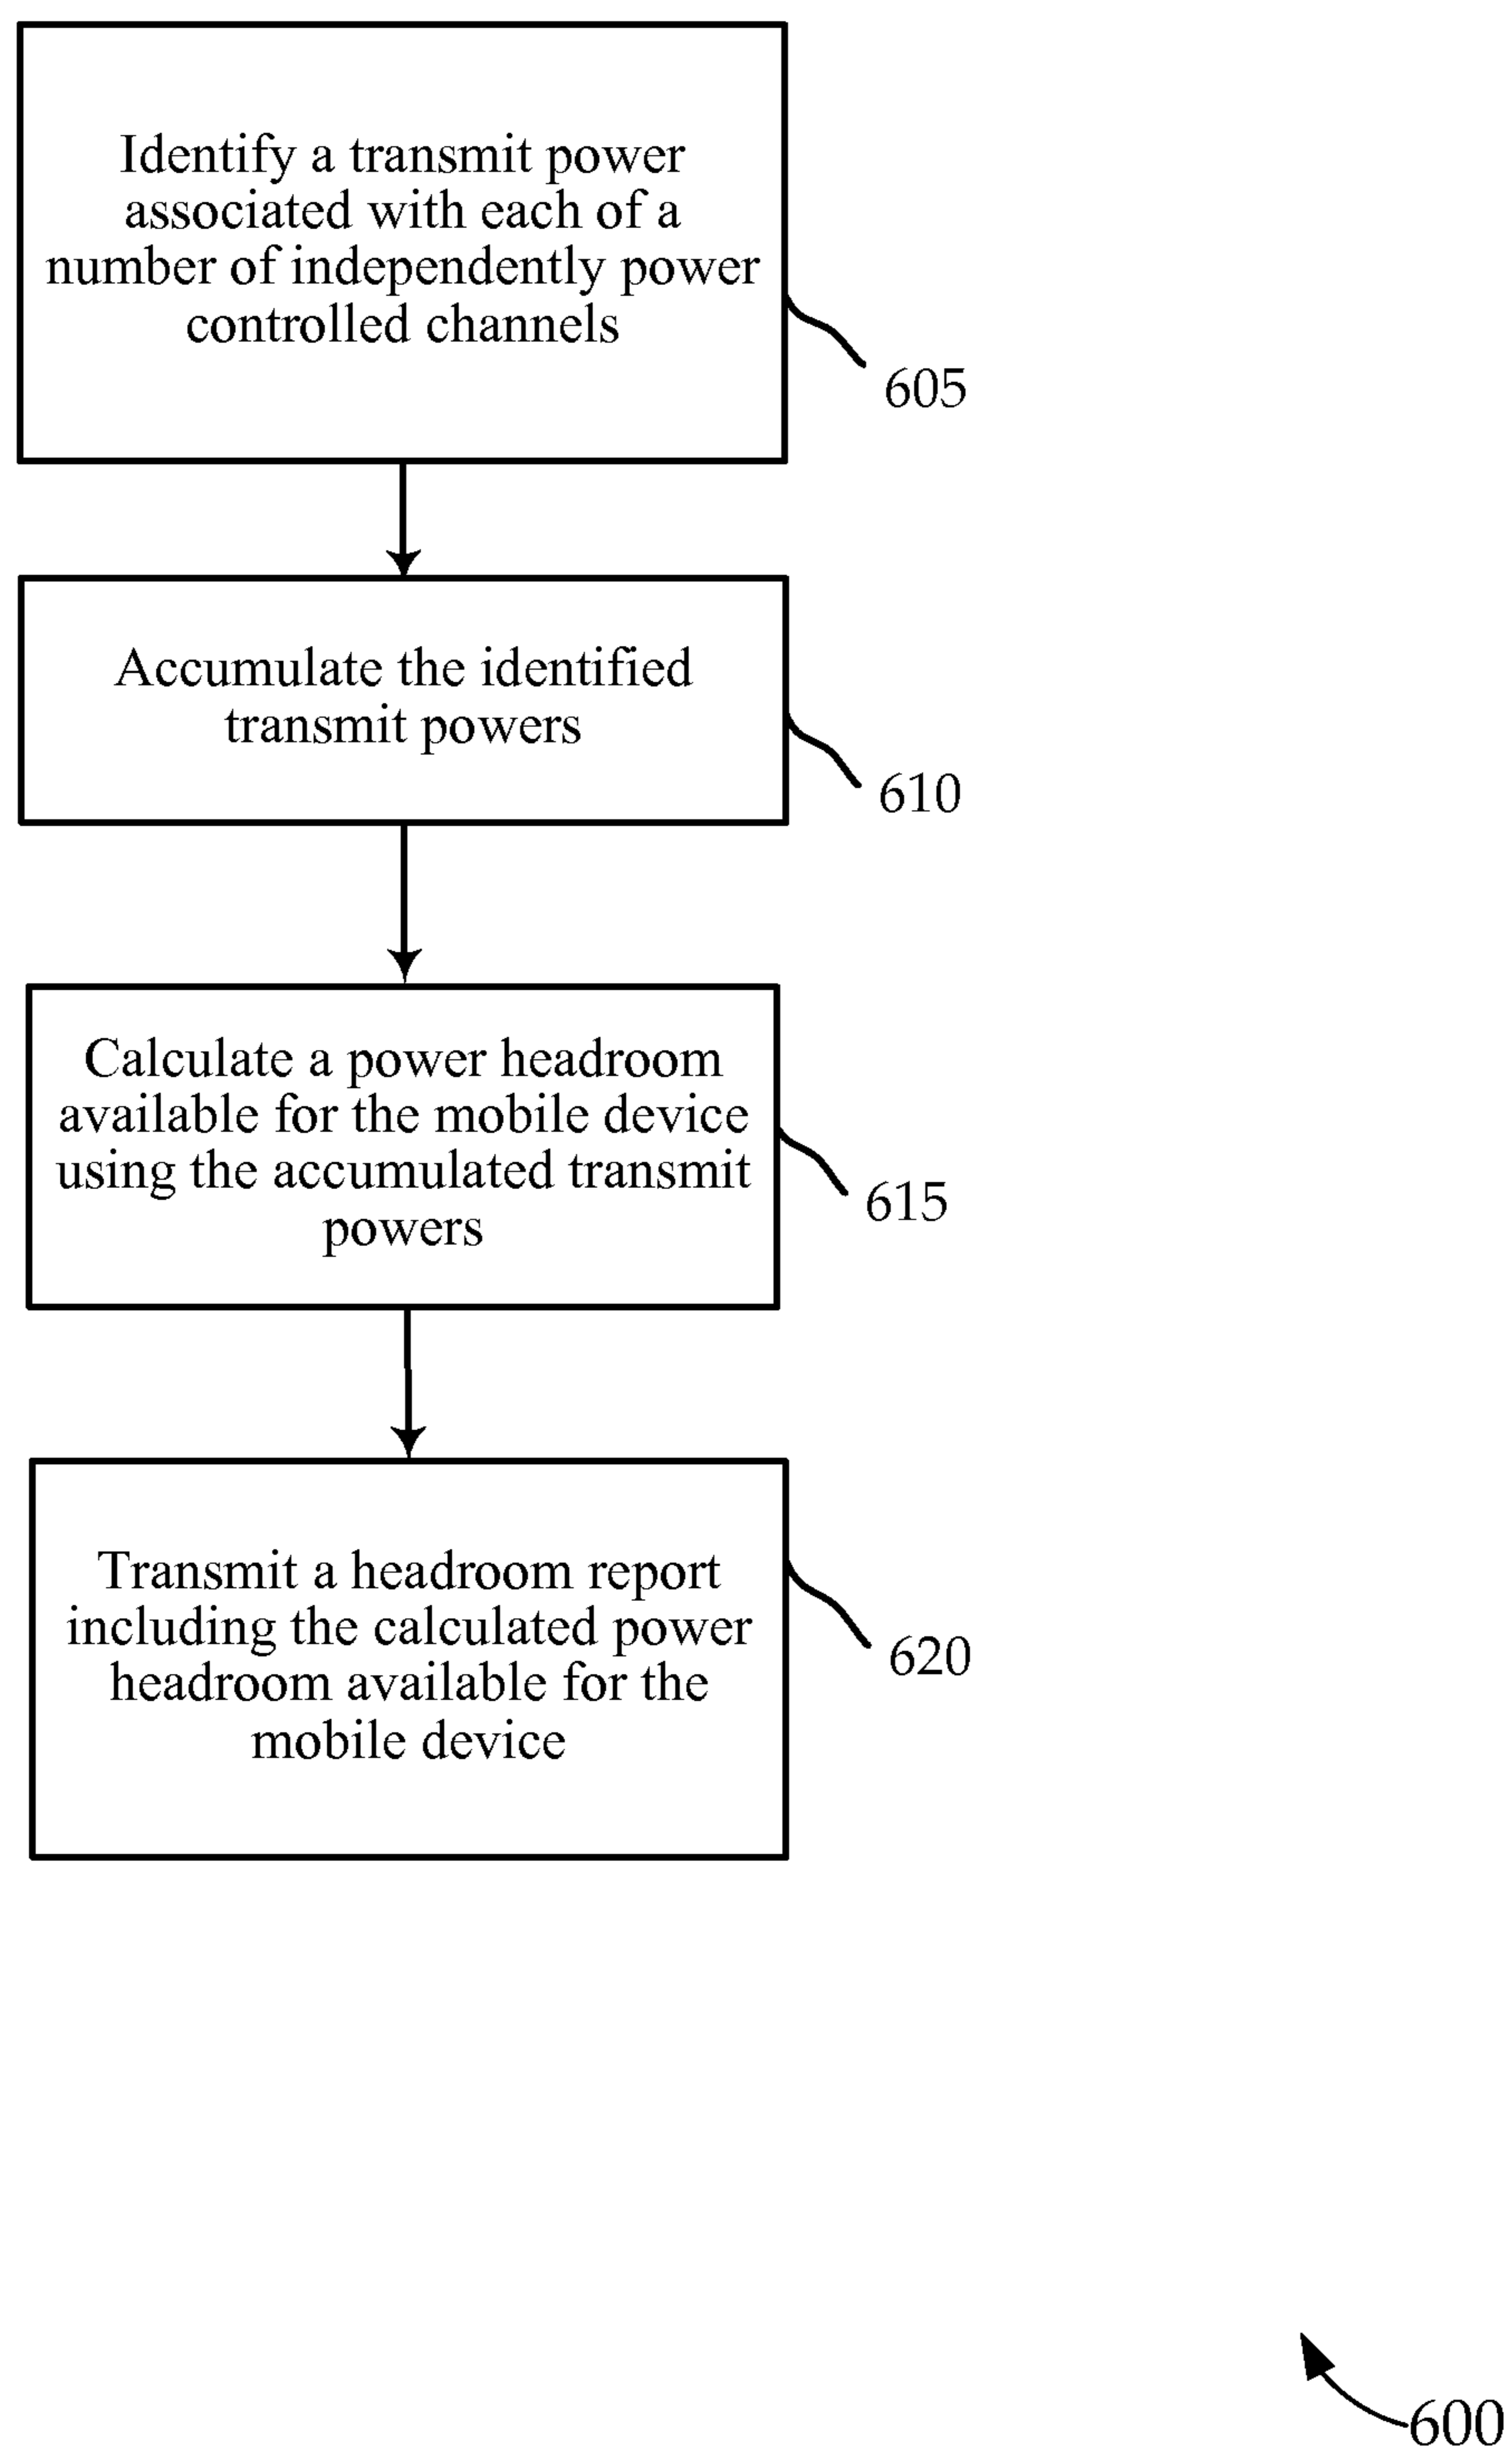 Identify a transmit power
associated with each of a
number of independently power
controlled channels
605
Accumulate the identified
transmit powers
610
Calculate a power headroom
available for the mobile device
using the accumulated transmit
powers
615
Transmit a headroom report
including the calculated power
headroom available for the
mobile device
620
600